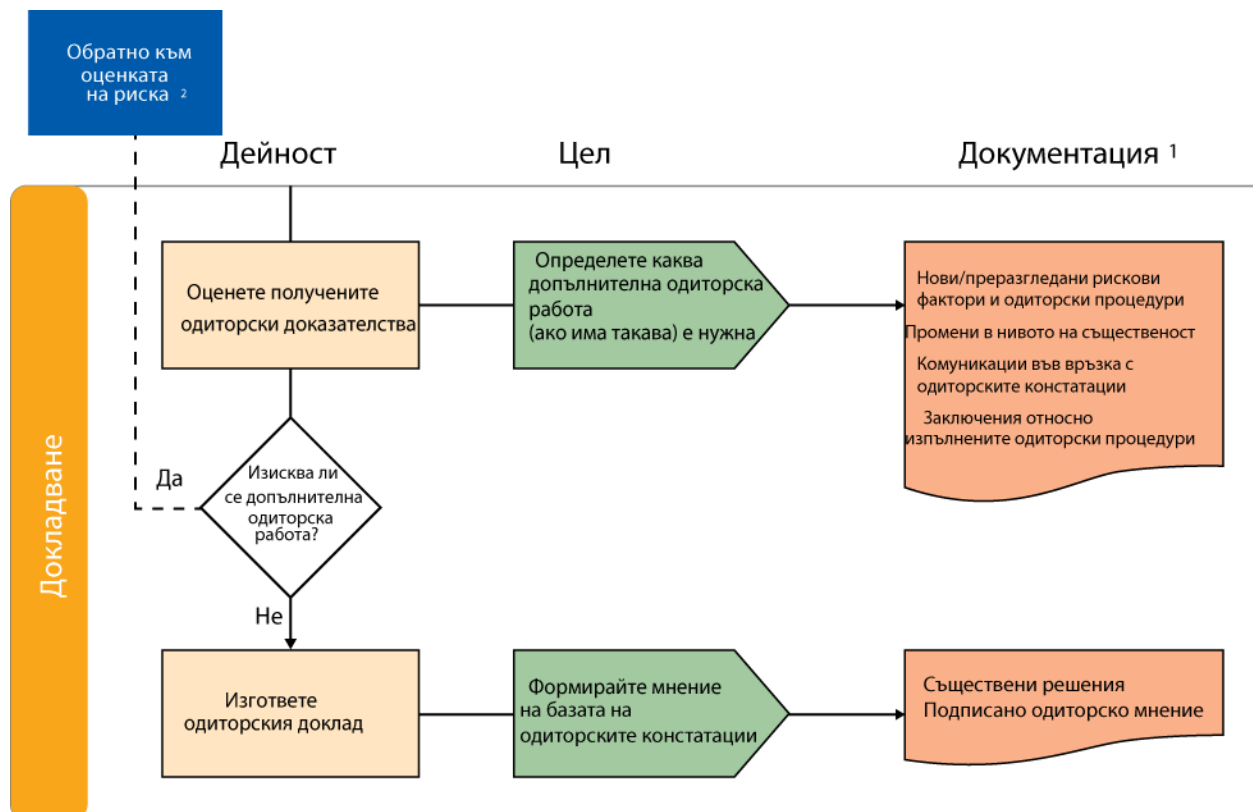 Обратно към
оценката
на риска 2
Дейност
Цел
Документация 1
Докладване
Оценете получените
одиторски доказателства
Определете каква
допълнителна одиторска
работа
(ако има такава) е нужна
Нови/преразгледани рискови
фактори и одиторски процедури
Промени в нивото на същественост
Комуникации във връзка с
одиторските констатации
Заключения относно
изпълнените одиторски процедури
Да
Изисква ли
се допълнителна
одиторска
работа?
Не
Изгответе
одиторския доклад
Формирайте мнение
на базата на
одиторските констатации
Съществени решения
Подписано одиторско мнение